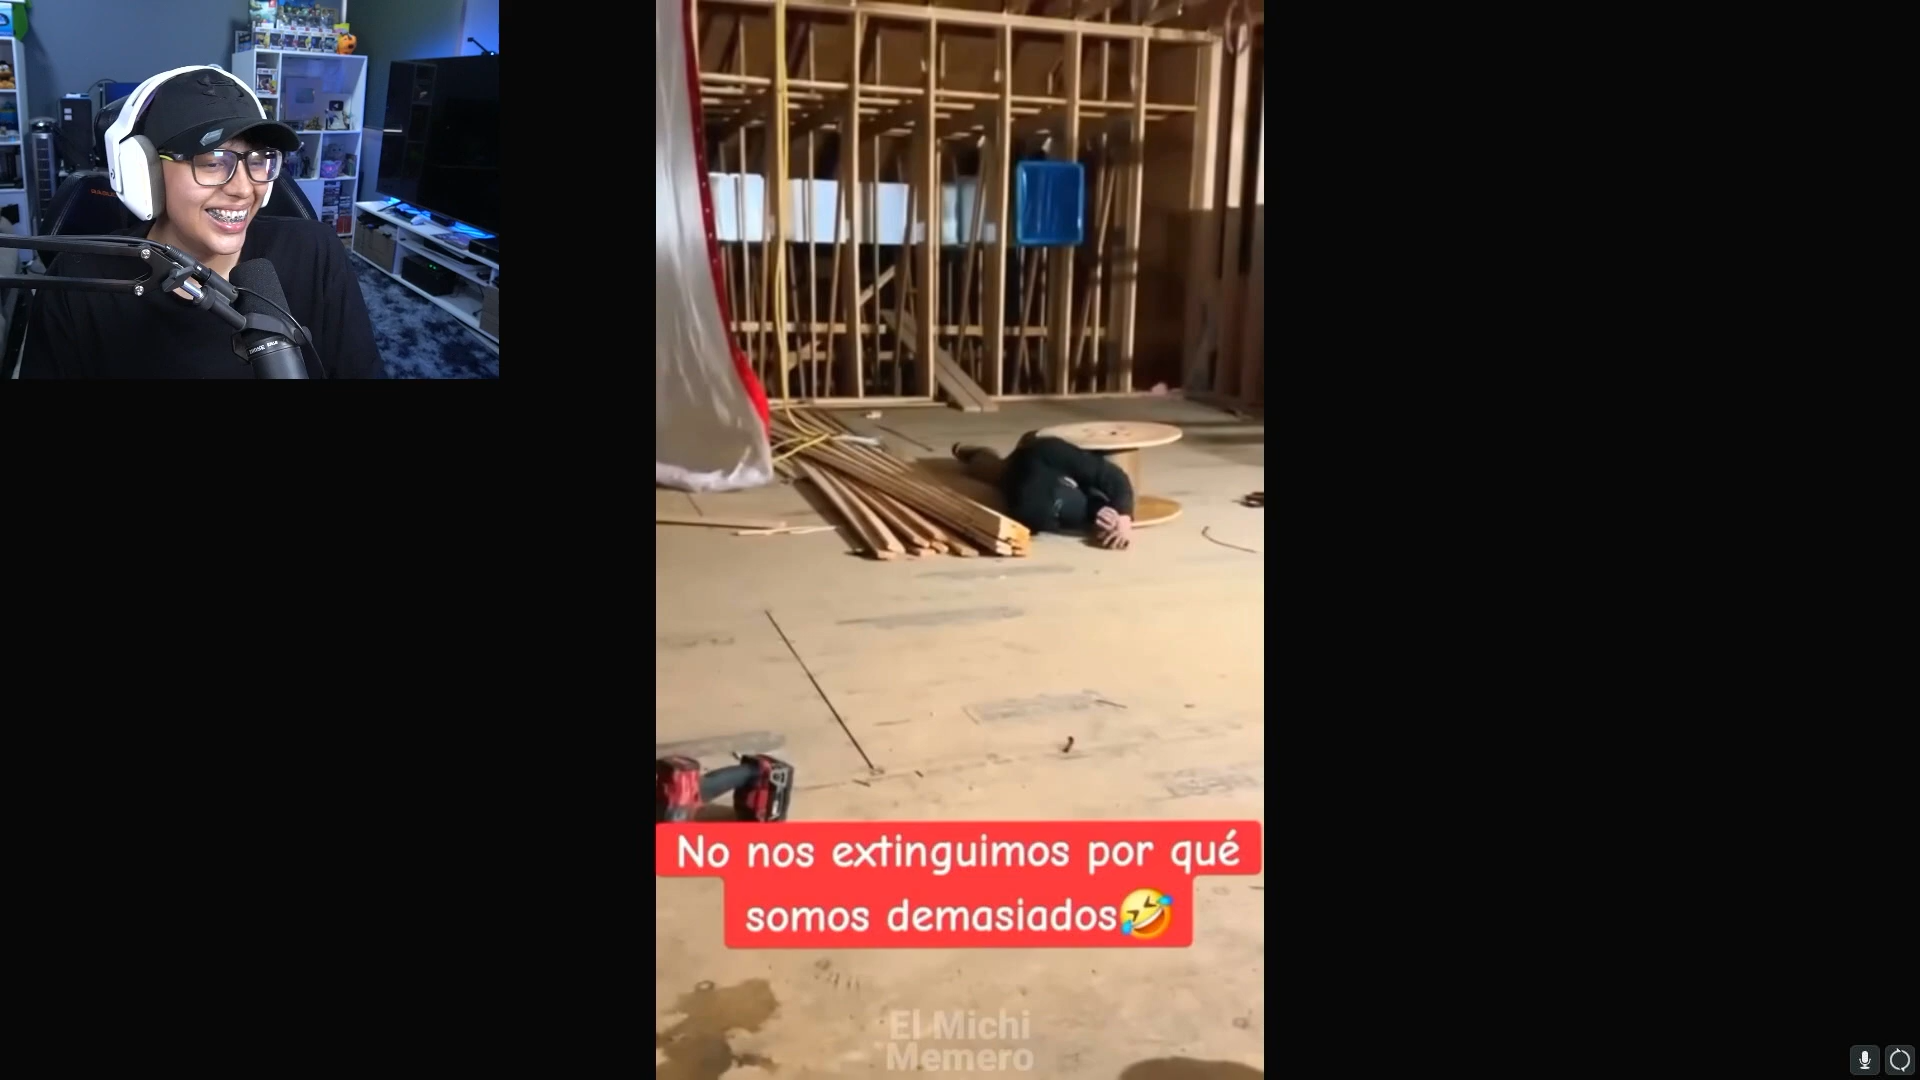 No nos extinguimos por qué
somos demasiados🤣
El Michi
Memero